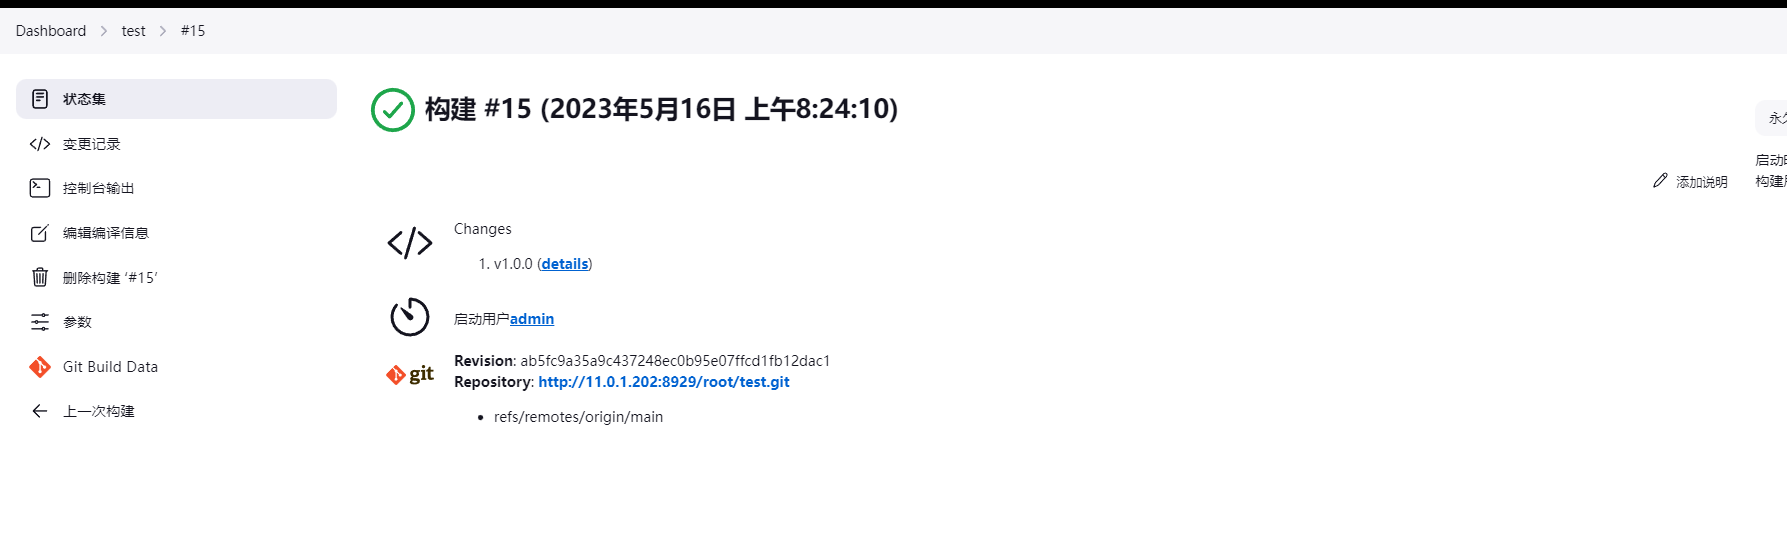 Dashboard > test > #15
状态集
变更记录
控制台输出
编辑编译信息
删除构建 ‘#15’
参数
Git Build Data
上一次构建
构建 #15 (2023年5月16日 上午8:24:10)
永久
添加说明
启动时
构建用
Changes
1. v1.0.0 (details)
启动用户admin
git
Revision: ab5fc9a35a9c437248ec0b95e07ffcd1fb12dac1
Repository: http://11.0.1.202:8929/root/test.git
• refs/remotes/origin/main